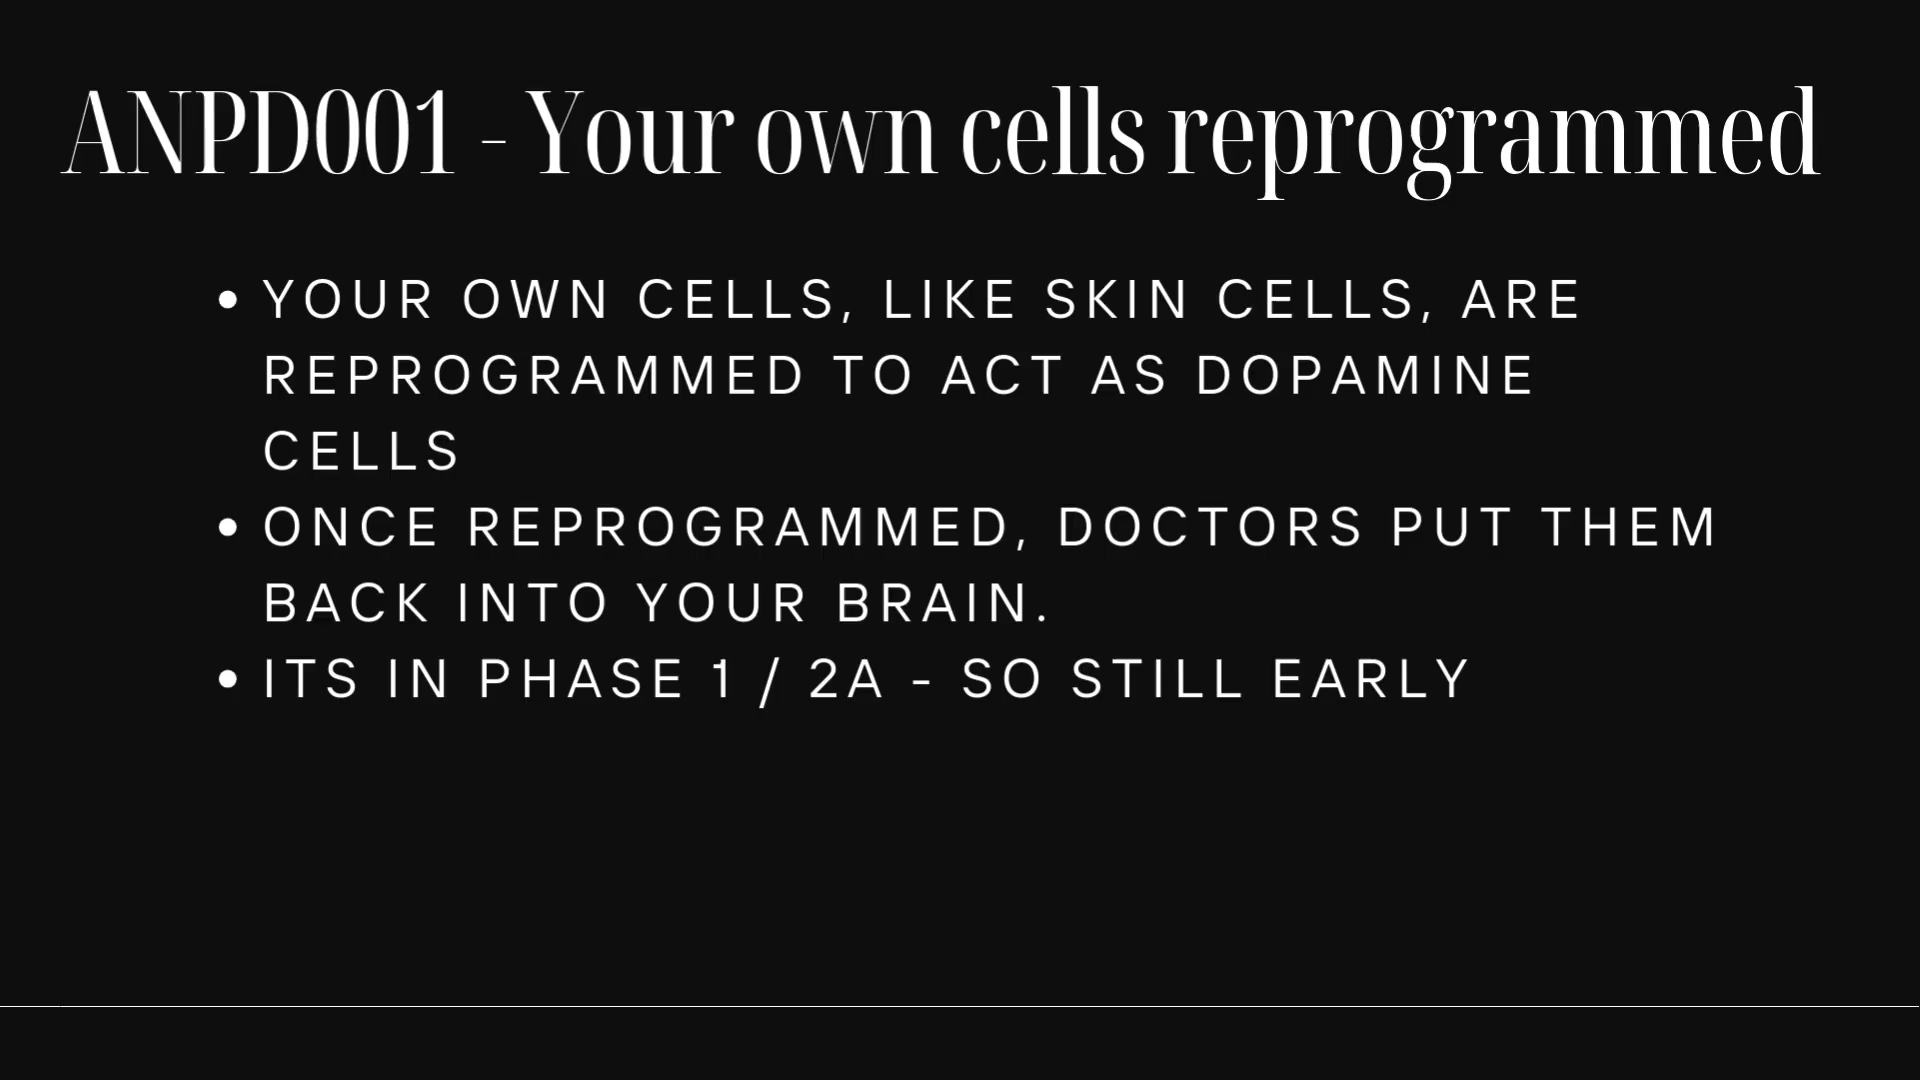 ANPD001 - Your own cells reprogrammed
• YOUR OWN CELLS, LIKE SKIN CELLS, ARE
REPROGRAMMED TO ACT AS DOPAMINE
CELLS
• ONCE REPROGRAMMED, DOCTORS PUT THEM
BACK INTO YOUR BRAIN.
• ITS IN PHASE 1 / 2A - SO STILL EARLY